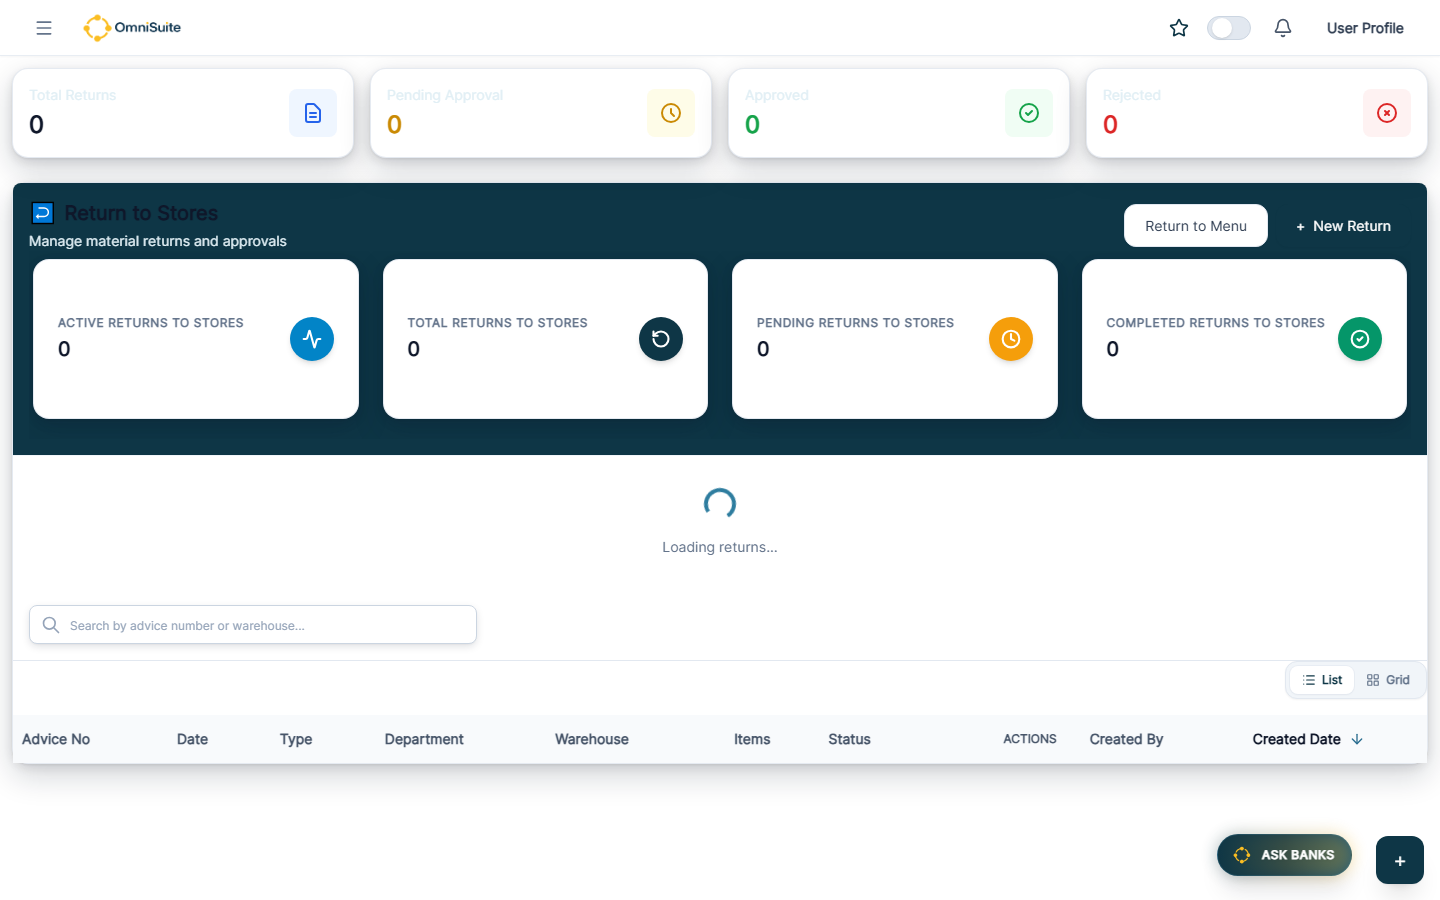 OmniSuite
User Profile
Total Returns
0
Pending Approval
0
Approved
0
Rejected
0
Return to Stores
Manage material returns and approvals
Return to Menu
+ New Return
ACTIVE RETURNS TO STORES
0
TOTAL RETURNS TO STORES
0
PENDING RETURNS TO STORES
0
COMPLETED RETURNS TO STORES
0
Loading returns...
Search by advice number or warehouse...
List
Grid
Advice No Date Type Department Warehouse Items Status ACTIONS Created By Created Date
ASK BANKS
+